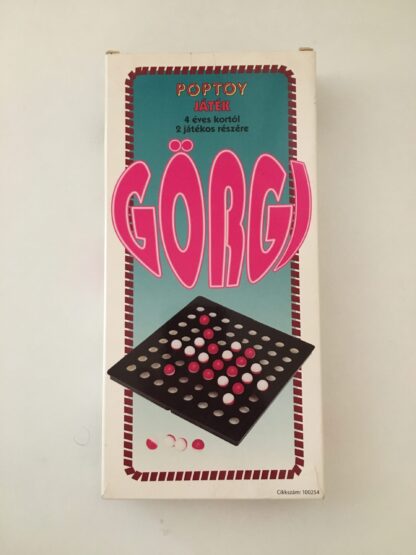 POPTOY
JÁTÉK
4 éves kortól
2 játékos részére
GÖRGI
Cikkszám: 100254